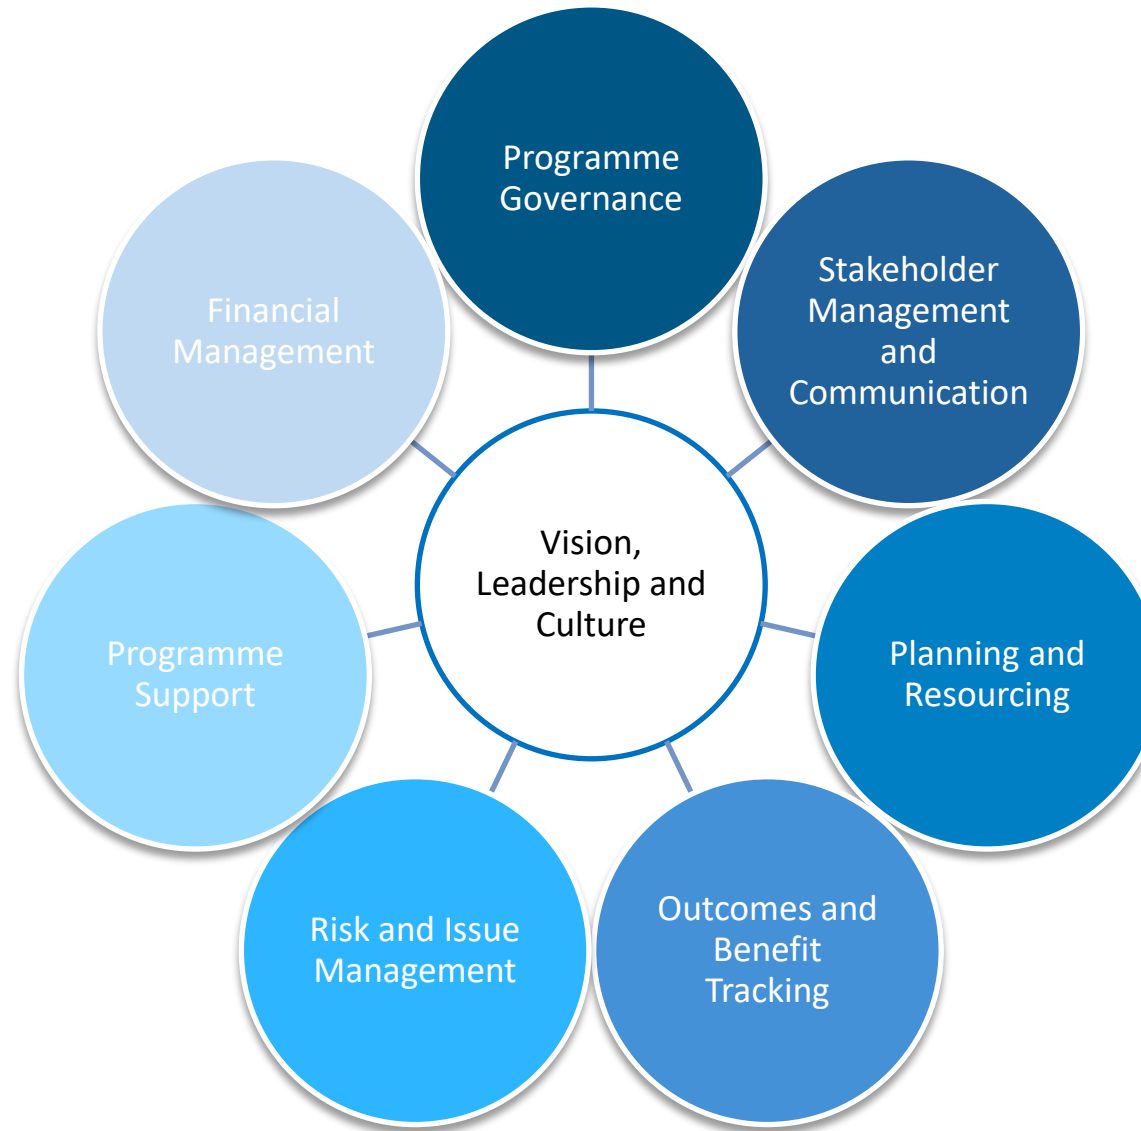 Programme
Governance
Stakeholder
Management
and
Communication
Planning and
Resourcing
Outcomes and
Benefit
Tracking
Risk and Issue
Management
Programme
Support
Financial
Management
Vision,
Leadership and
Culture